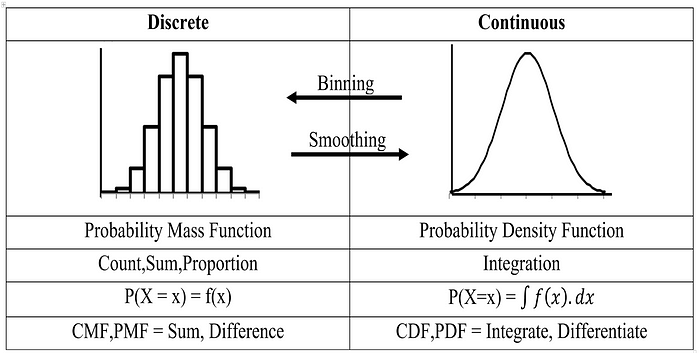 Discrete
Continuous
Binning
Smoothing
Probability Mass Function
Probability Density Function
Count,Sum,Proportion
Integration
P(X = x) = f(x)
P(X=x) = ∫ f(x). dx
CMF,PMF = Sum, Difference
CDF,PDF = Integrate, Differentiate